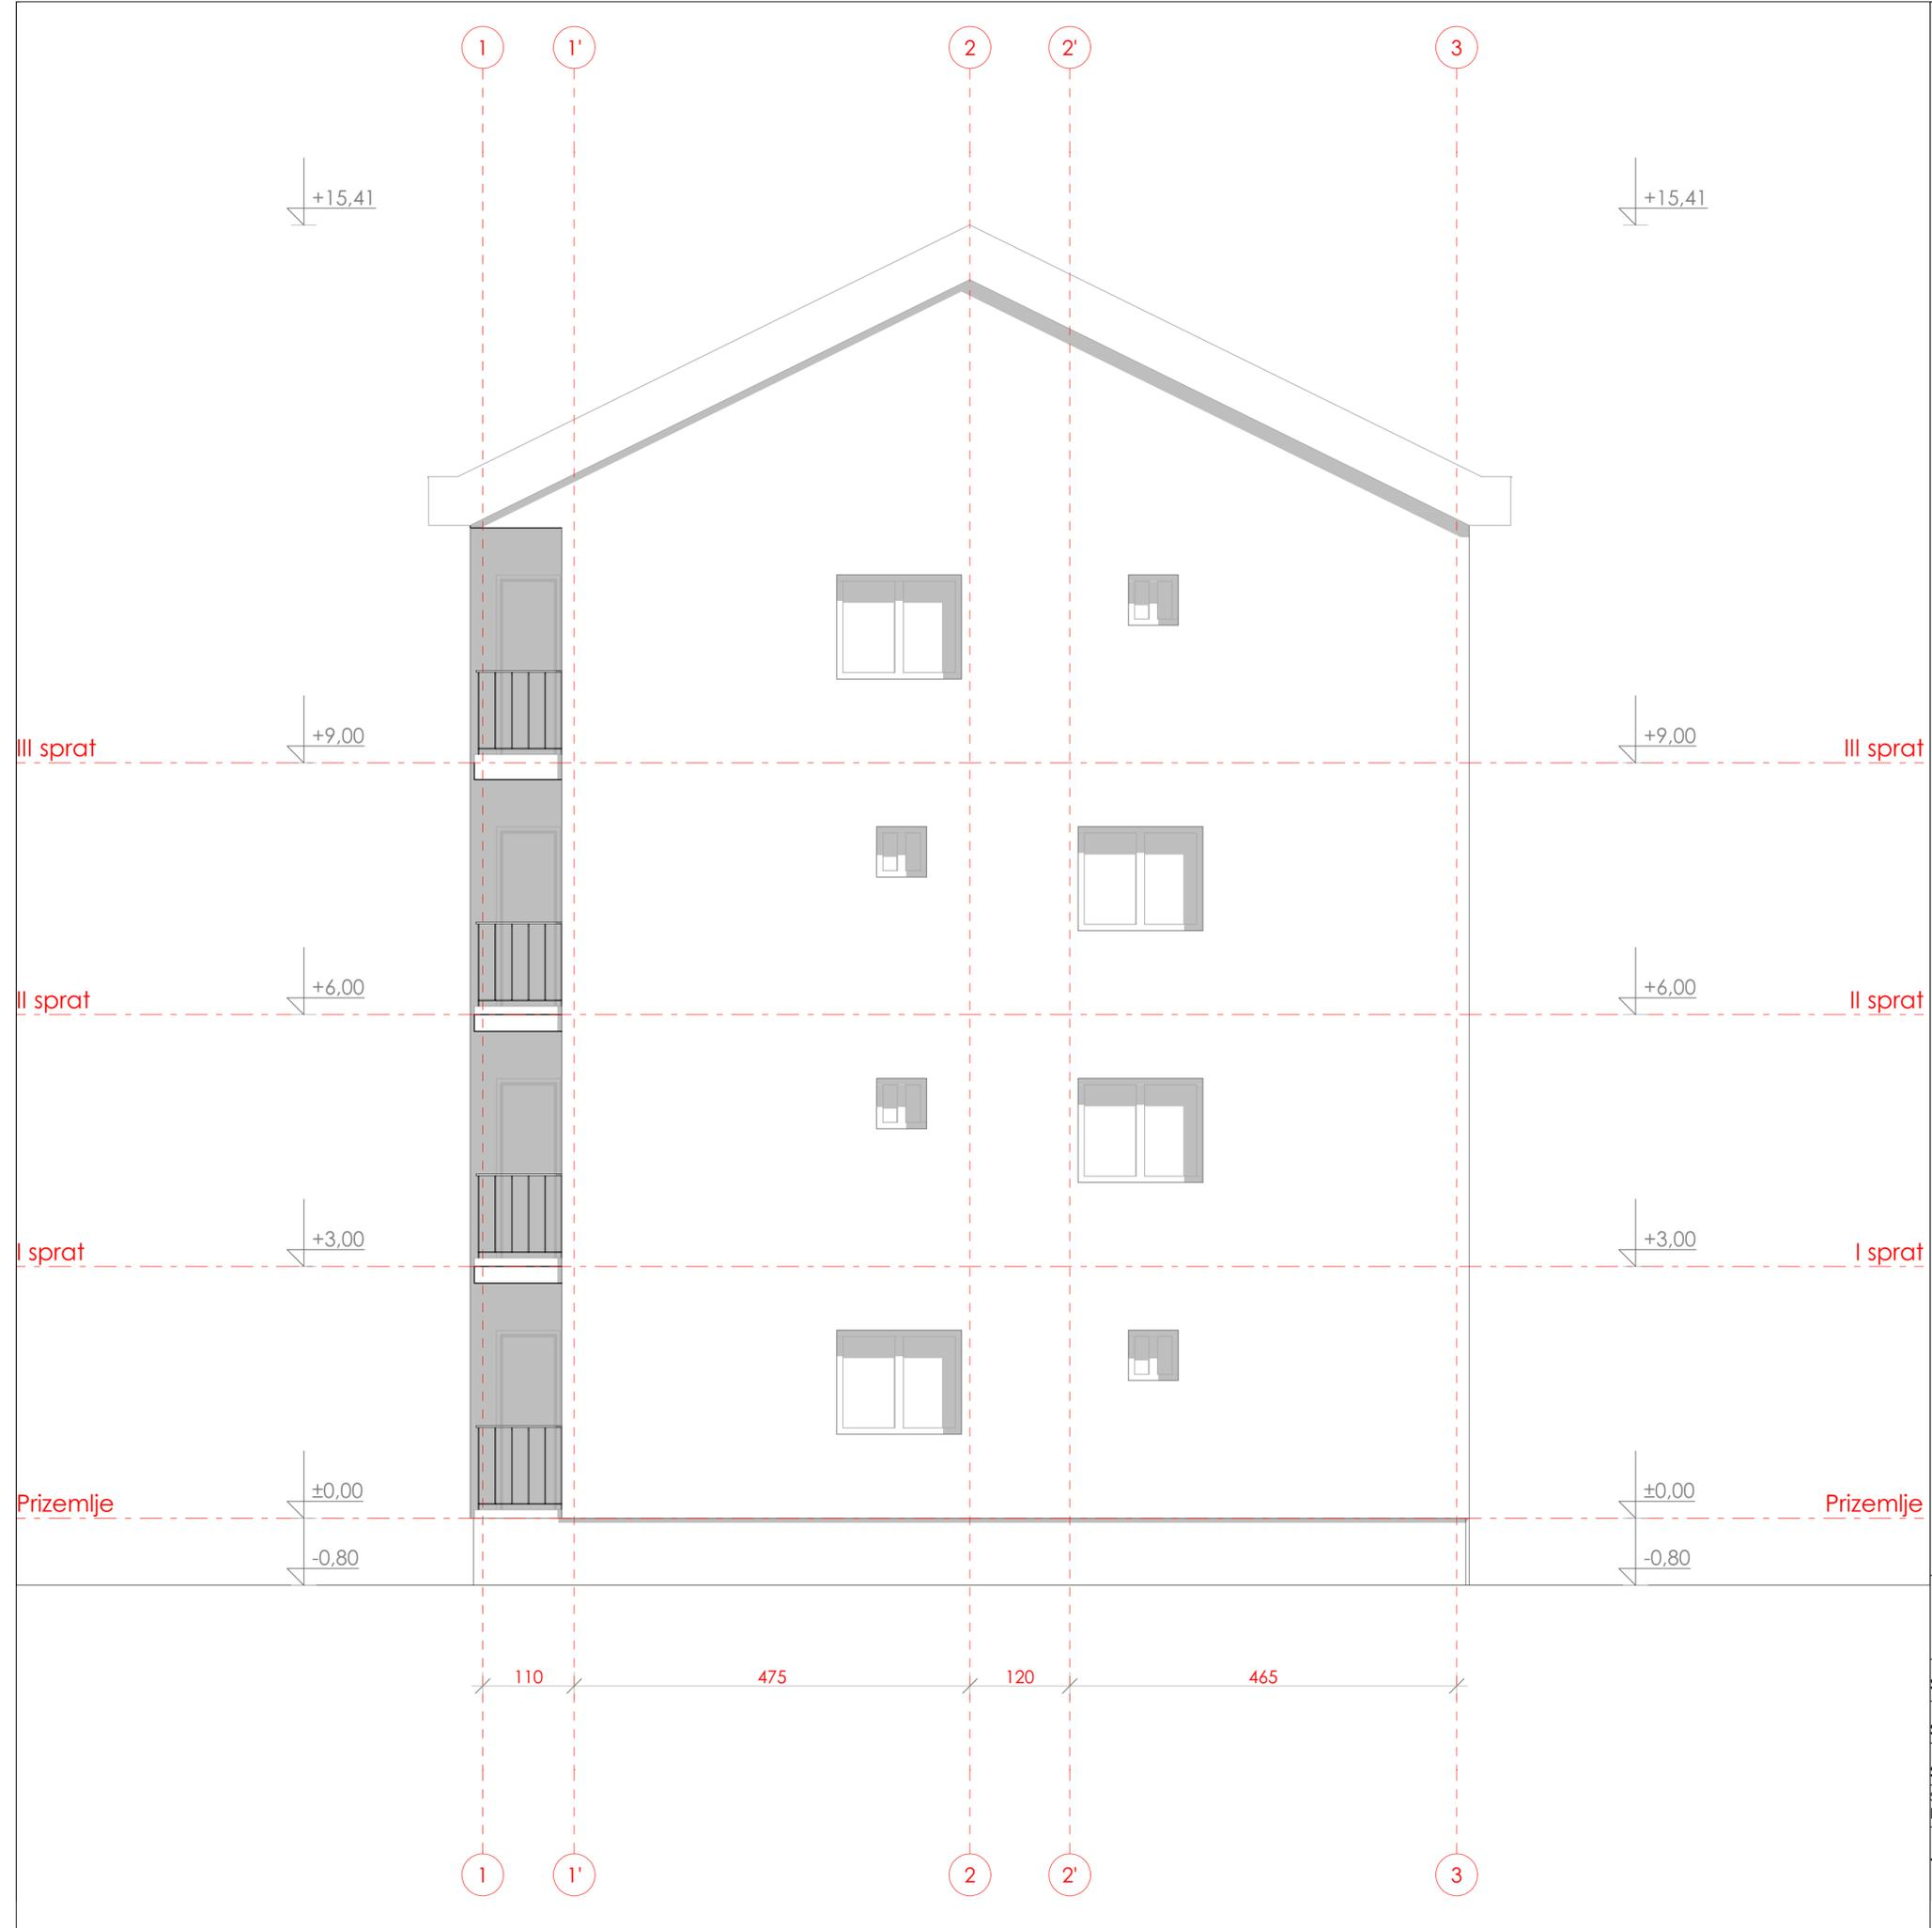 1 1' 2 2' 3
+15,41 +15,41
+9,00 +9,00
III sprat III sprat
+6,00 +6,00
II sprat II sprat
+3,00 +3,00
I sprat I sprat
±0,00 ±0,00
Prizemlje Prizemlje
-0,80 -0,80
110 475 120 465
1 1' 2 2' 3